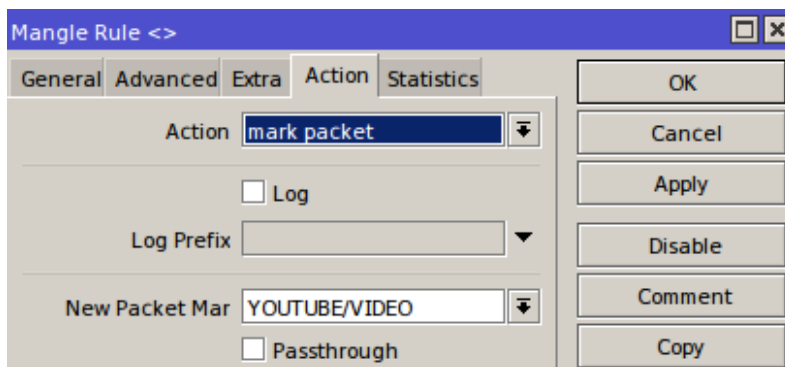 Mangle Rule <>
General Advanced Extra Action Statistics
OK
Action mark packet
Cancel
Log
Apply
Log Prefix
Disable
New Packet Mar YOUTUBE/VIDEO
Comment
Passthrough
Copy